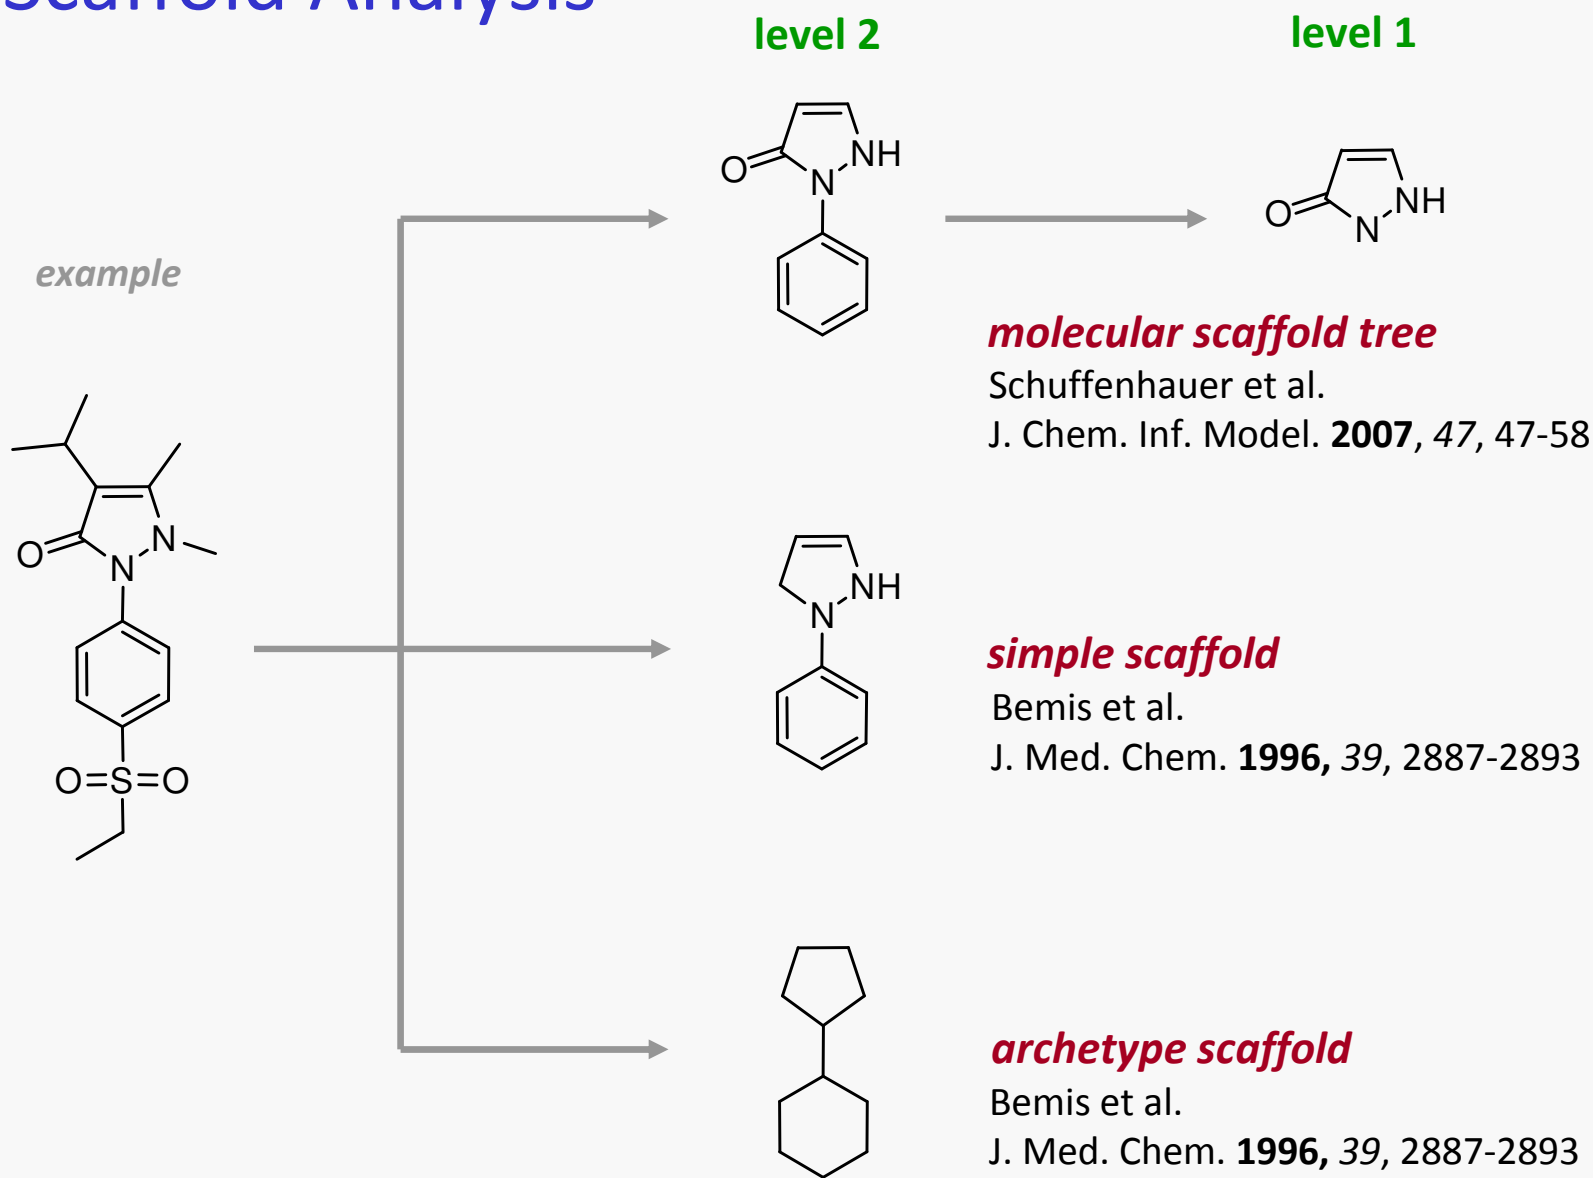 Scaffold Analysis
level 2
level 1
example
O
N
NH
O
N
NH
molecular scaffold tree
Schuffenhauer et al.
J. Chem. Inf. Model. 2007, 47, 47-58
O
N
N
O=S=O
N
NH
simple scaffold
Bemis et al.
J. Med. Chem. 1996, 39, 2887-2893
archetype scaffold
Bemis et al.
J. Med. Chem. 1996, 39, 2887-2893